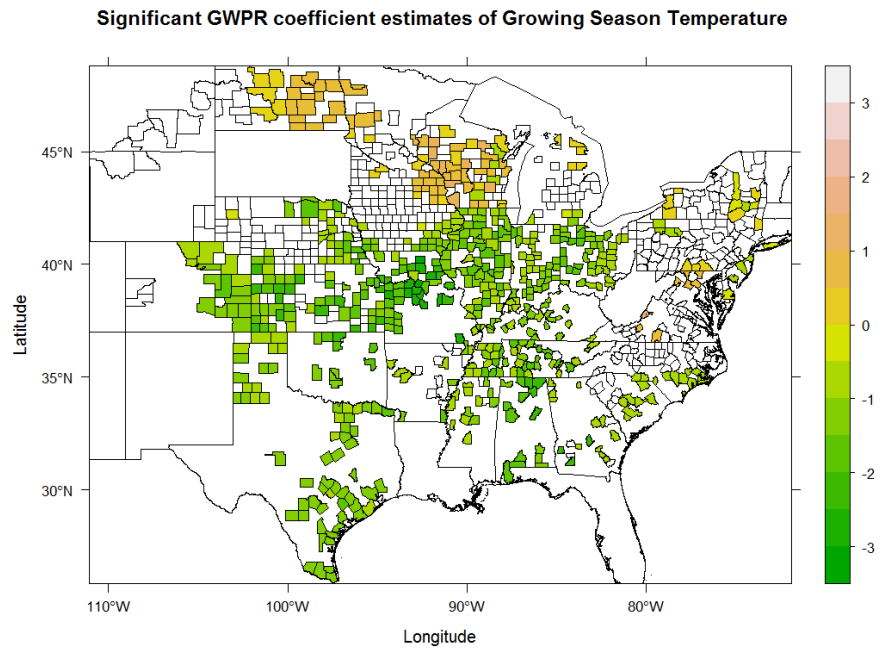 Significant GWPR coefficient estimates of Growing Season Temperature
45°N
40°N
35°N
30°N
Latitude
110°W
100°W
90°W
80°W
Longitude
3
2
1
0
-1
-2
-3